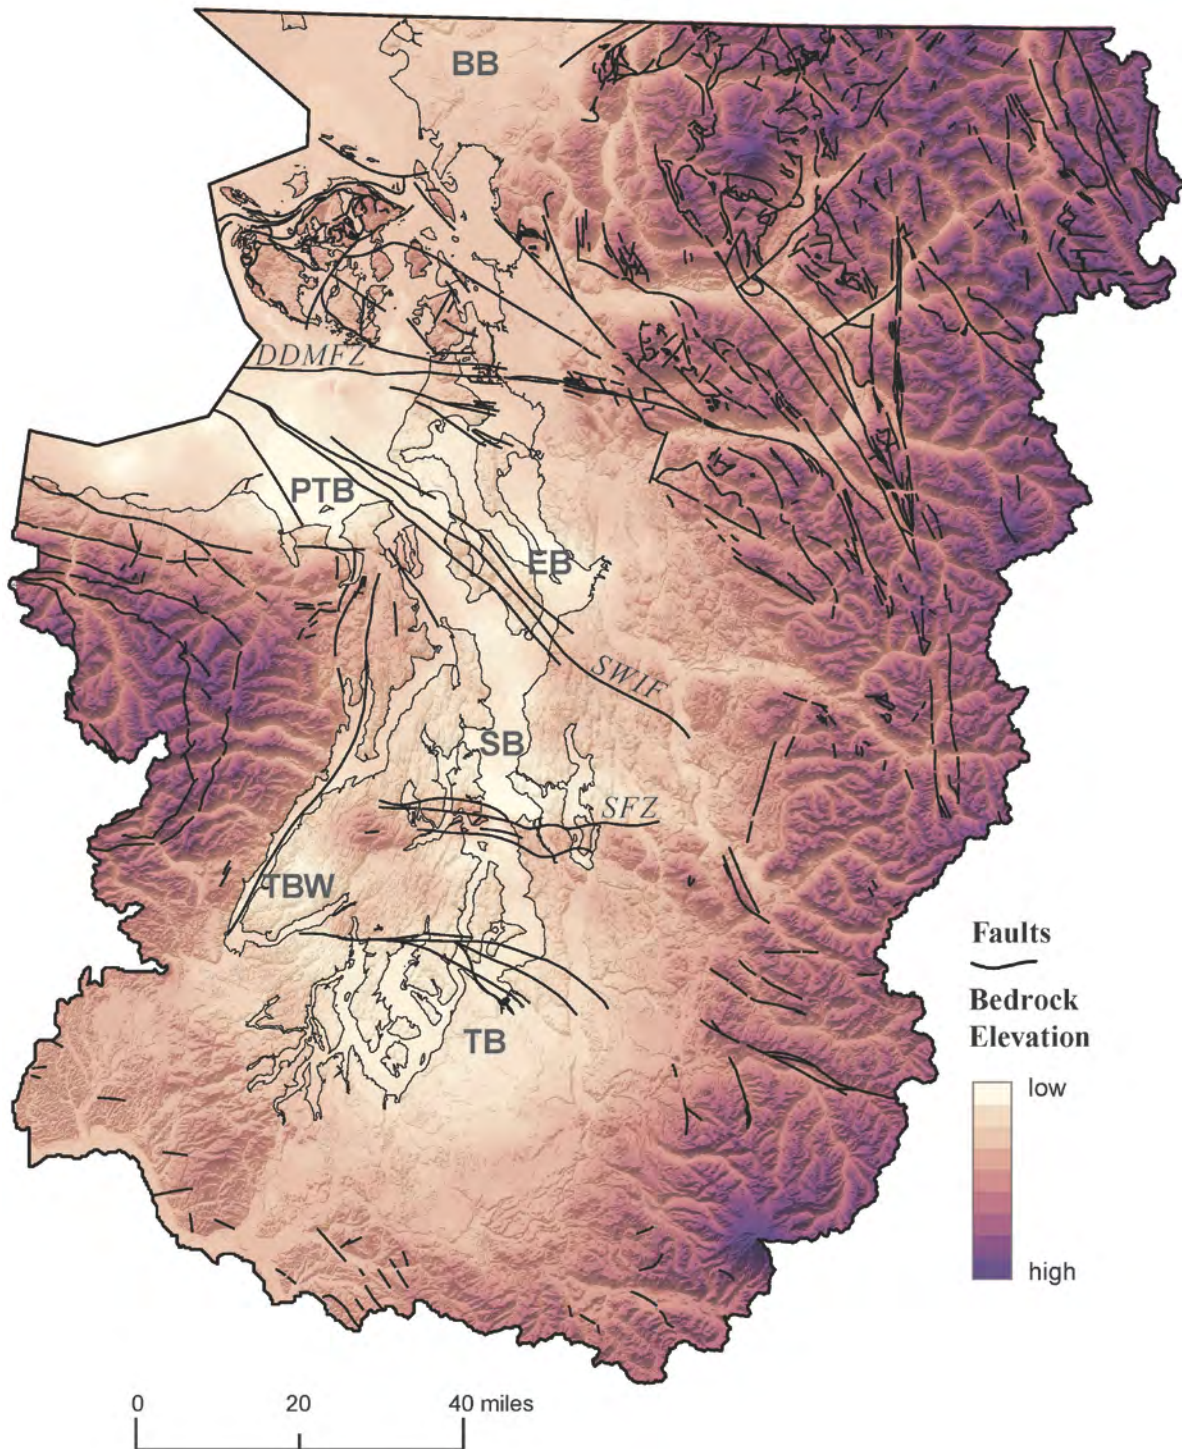 BB
DDMFZ
PTB
EB
SWIF
SB
SFZ
TBW
TB
Faults
Bedrock
Elevation
low
high
0 20 40 miles